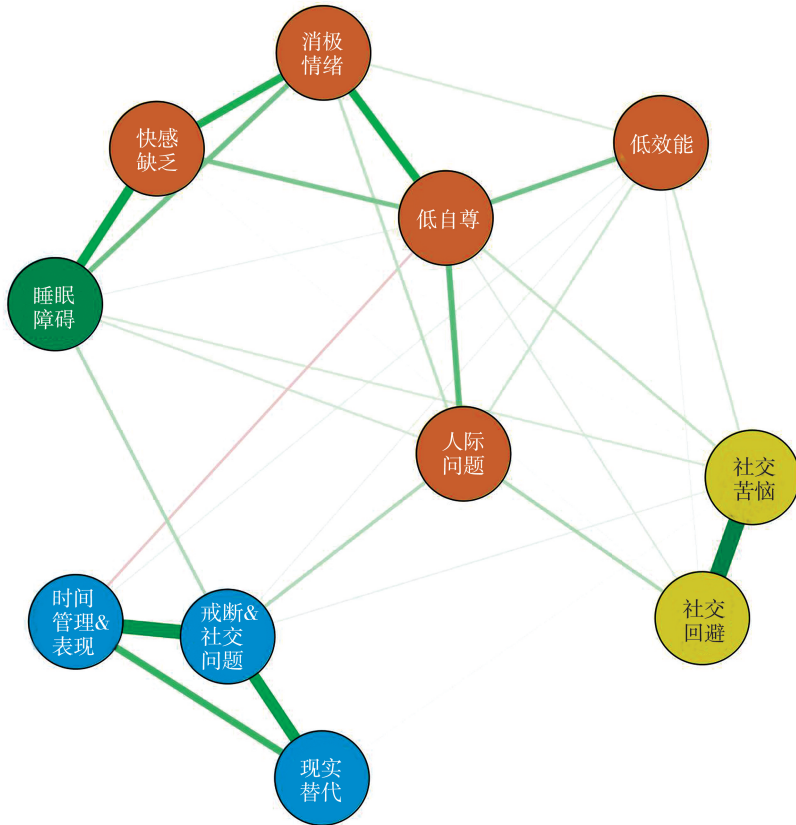 消极
情绪
快感
缺乏
低效能
低自尊
睡眠
障碍
人际
问题
社交
苦恼
时间
管理&
表现
戒断&
社交
问题
社交
回避
现实
替代